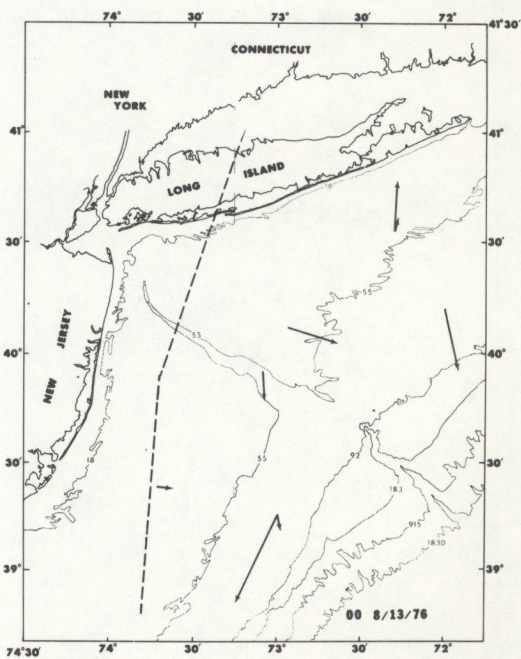 74° 30' 73° 30' 72°
41°30'
CONNECTICUT
NEW
YORK
41° 41°
LONG ISLAND
18
30' 30'
55
NEW JERSEY
55
40° 40°
18
55
92
30' 30'
183
915
1830
39° 39°
00 8/13/76
74°30' 74° 30' 73° 30' 72°